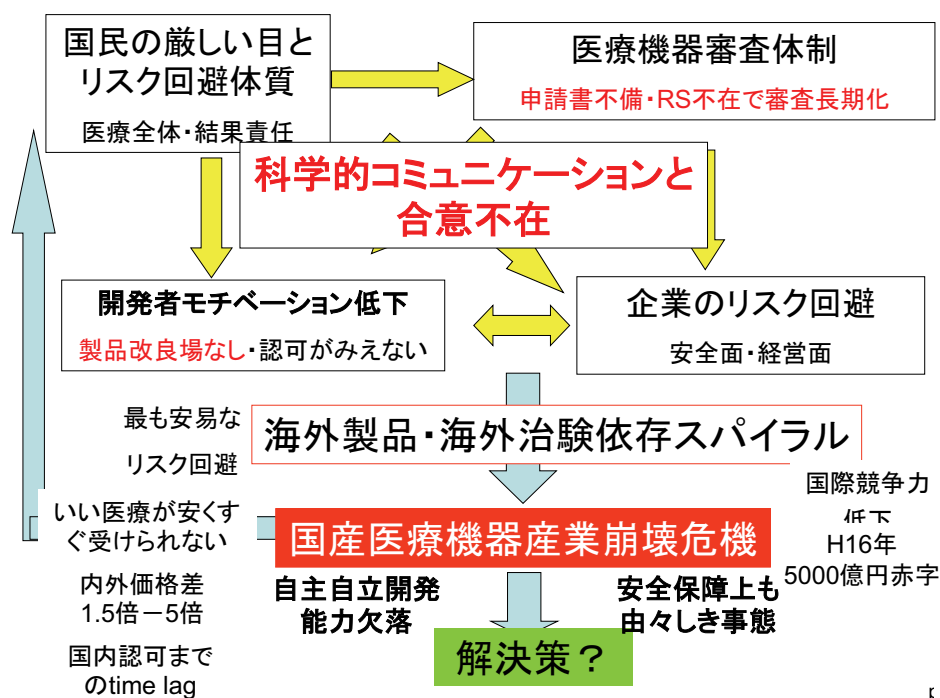 国民の厳しい目と
リスク回避体質
医療全体・結果責任
医療機器審査体制
申請書不備・RS不在で審査長期化
科学的コミュニケーションと
合意不在
開発者モチベーション低下
製品改良場なし・認可がみえない
企業のリスク回避
安全面・経営面
最も安易な
リスク回避
海外製品・海外治験依存スパイラル
国際競争力
低下
H16年
5000億円赤字
いい医療が安くす
ぐ受けられない
国産医療機器産業崩壊危機
内外価格差
1.5倍－5倍
自主自立開発
能力欠落
安全保障上も
由々しき事態
国内認可まで
のtime lag
解決策？